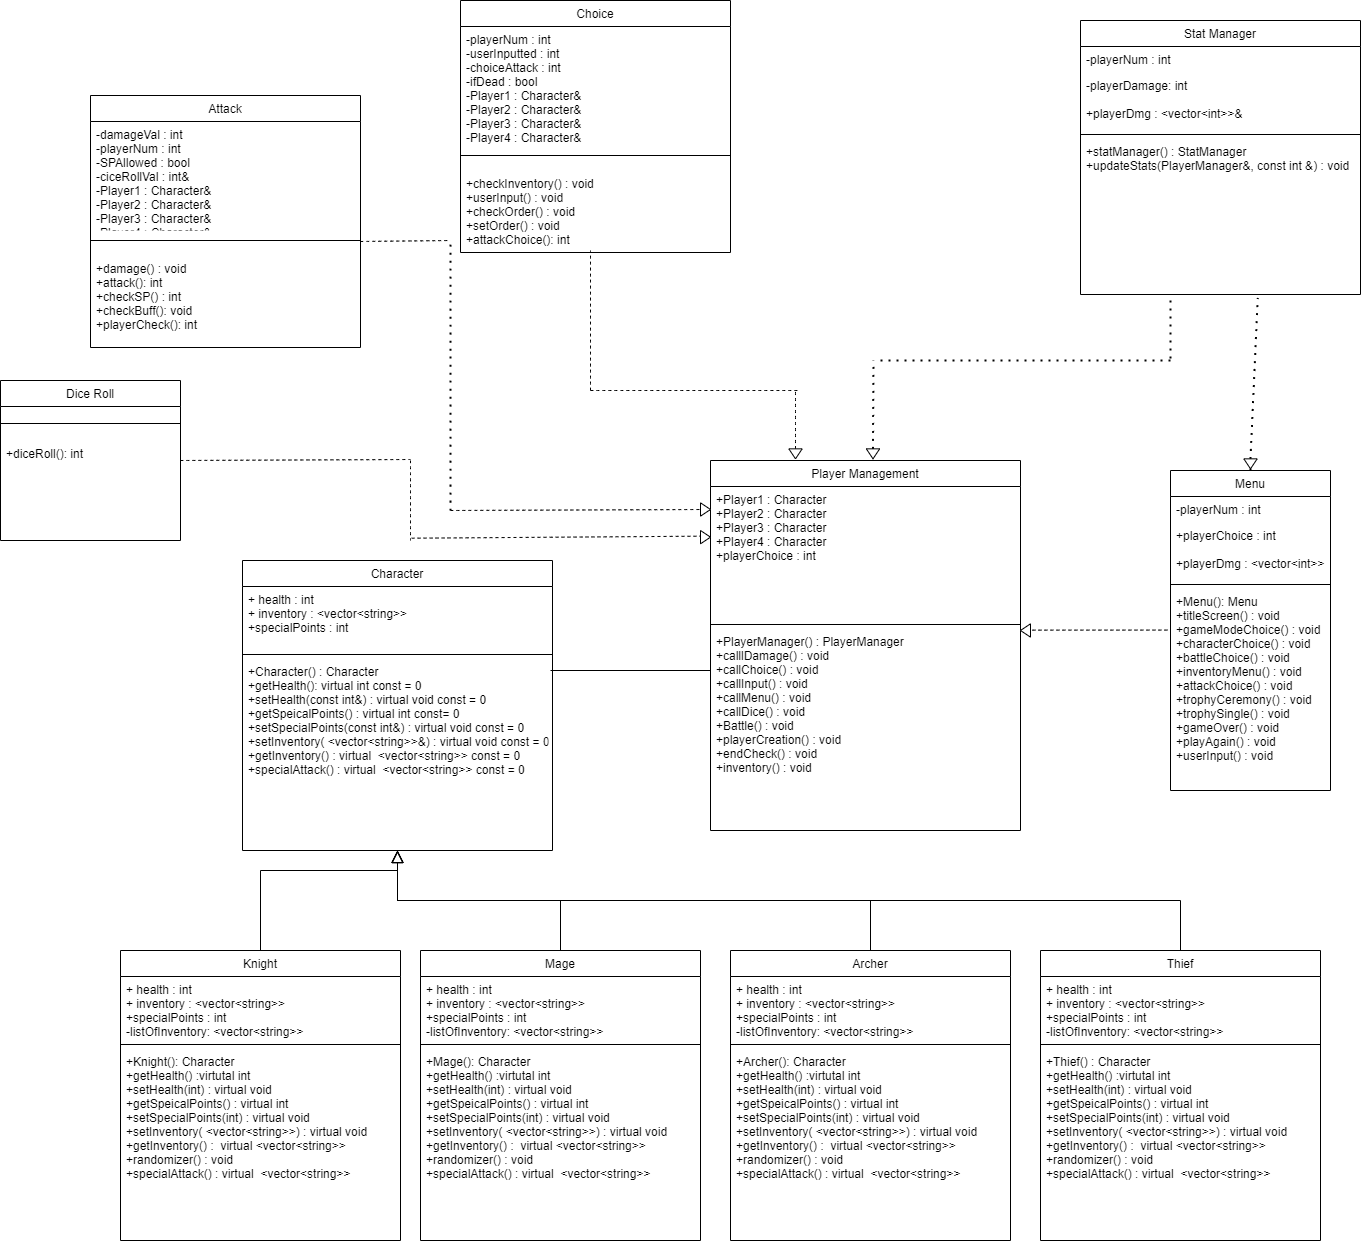 Choice
-playerNum : int
-userInputted : int
-choiceAttack : int
-ifDead : bool
-Player1 : Character&
-Player2 : Character&
-Player3 : Character&
-Player4 : Character&
+checkInventory() : void
+userInput() : void
+checkOrder() : void
+setOrder() : void
+attackChoice(): int
Stat Manager
-playerNum : int
-playerDamage: int
+playerDmg : <vector<int>>&
+statManager() : StatManager
+updateStats(PlayerManager&, const int &) : void
Attack
-damageVal : int
-playerNum : int
-SPAllowed : bool
-ciceRollVal : int&
-Player1 : Character&
-Player2 : Character&
-Player3 : Character&
-Player4 : Character&
+damage() : void
+attack(): int
+checkSP() : int
+checkBuff(): void
+playerCheck(): int
Dice Roll
+diceRoll(): int
Player Management
+Player1 : Character
+Player2 : Character
+Player3 : Character
+Player4 : Character
+playerChoice : int
+PlayerManager() : PlayerManager
+calllDamage() : void
+callChoice() : void
+callInput() : void
+callMenu() : void
+callDice() : void
+Battle() : void
+playerCreation() : void
+endCheck() : void
+inventory() : void
Menu
-playerNum : int
+playerChoice : int
+playerDmg : <vector<int>>
+Menu(): Menu
+titleScreen() : void
+gameModeChoice() : void
+characterChoice() : void
+battleChoice() : void
+inventoryMenu() : void
+attackChoice() : void
+trophyCeremony() : void
+trophySingle() : void
+gameOver() : void
+playAgain() : void
+userInput() : void
Character
+ health : int
+ inventory : <vector<string>>
+specialPoints : int
+Character() : Character
+getHealth(): virtual int const = 0
+setHealth(const int&) : virtual void const = 0
+getSpeicalPoints() : virtual int const= 0
+setSpecialPoints(const int&) : virtual void const = 0
+setInventory( <vector<string>>&) : virtual void const = 0
+getInventory() : virtual  <vector<string>> const = 0
+specialAttack() : virtual  <vector<string>> const = 0
Knight
+ health : int
+ inventory : <vector<string>>
+specialPoints : int
-listOfInventory: <vector<string>>
+Knight(): Character
+getHealth() :virtutal int
+setHealth(int) : virtual void
+getSpeicalPoints() : virtual int
+setSpecialPoints(int) : virtual void
+setInventory( <vector<string>>) : virtual void
+getInventory() :  virtual <vector<string>>
+randomizer() : void
+specialAttack() : virtual  <vector<string>>
Mage
+ health : int
+ inventory : <vector<string>>
+specialPoints : int
-listOfInventory: <vector<string>>
+Mage(): Character
+getHealth() :virtutal int
+setHealth(int) : virtual void
+getSpeicalPoints() : virtual int
+setSpecialPoints(int) : virtual void
+setInventory( <vector<string>>) : virtual void
+getInventory() :  virtual <vector<string>>
+randomizer() : void
+specialAttack() : virtual  <vector<string>>
Archer
+ health : int
+ inventory : <vector<string>>
+specialPoints : int
-listOfInventory: <vector<string>>
+Archer(): Character
+getHealth() :virtutal int
+setHealth(int) : virtual void
+getSpeicalPoints() : virtual int
+setSpecialPoints(int) : virtual void
+setInventory( <vector<string>>) : virtual void
+getInventory() :  virtual <vector<string>>
+randomizer() : void
+specialAttack() : virtual  <vector<string>>
Thief
+ health : int
+ inventory : <vector<string>>
+specialPoints : int
-listOfInventory: <vector<string>>
+Thief() : Character
+getHealth() :virtutal int
+setHealth(int) : virtual void
+getSpeicalPoints() : virtual int
+setSpecialPoints(int) : virtual void
+setInventory( <vector<string>>) : virtual void
+getInventory() :  virtual <vector<string>>
+randomizer() : void
+specialAttack() : virtual  <vector<string>>